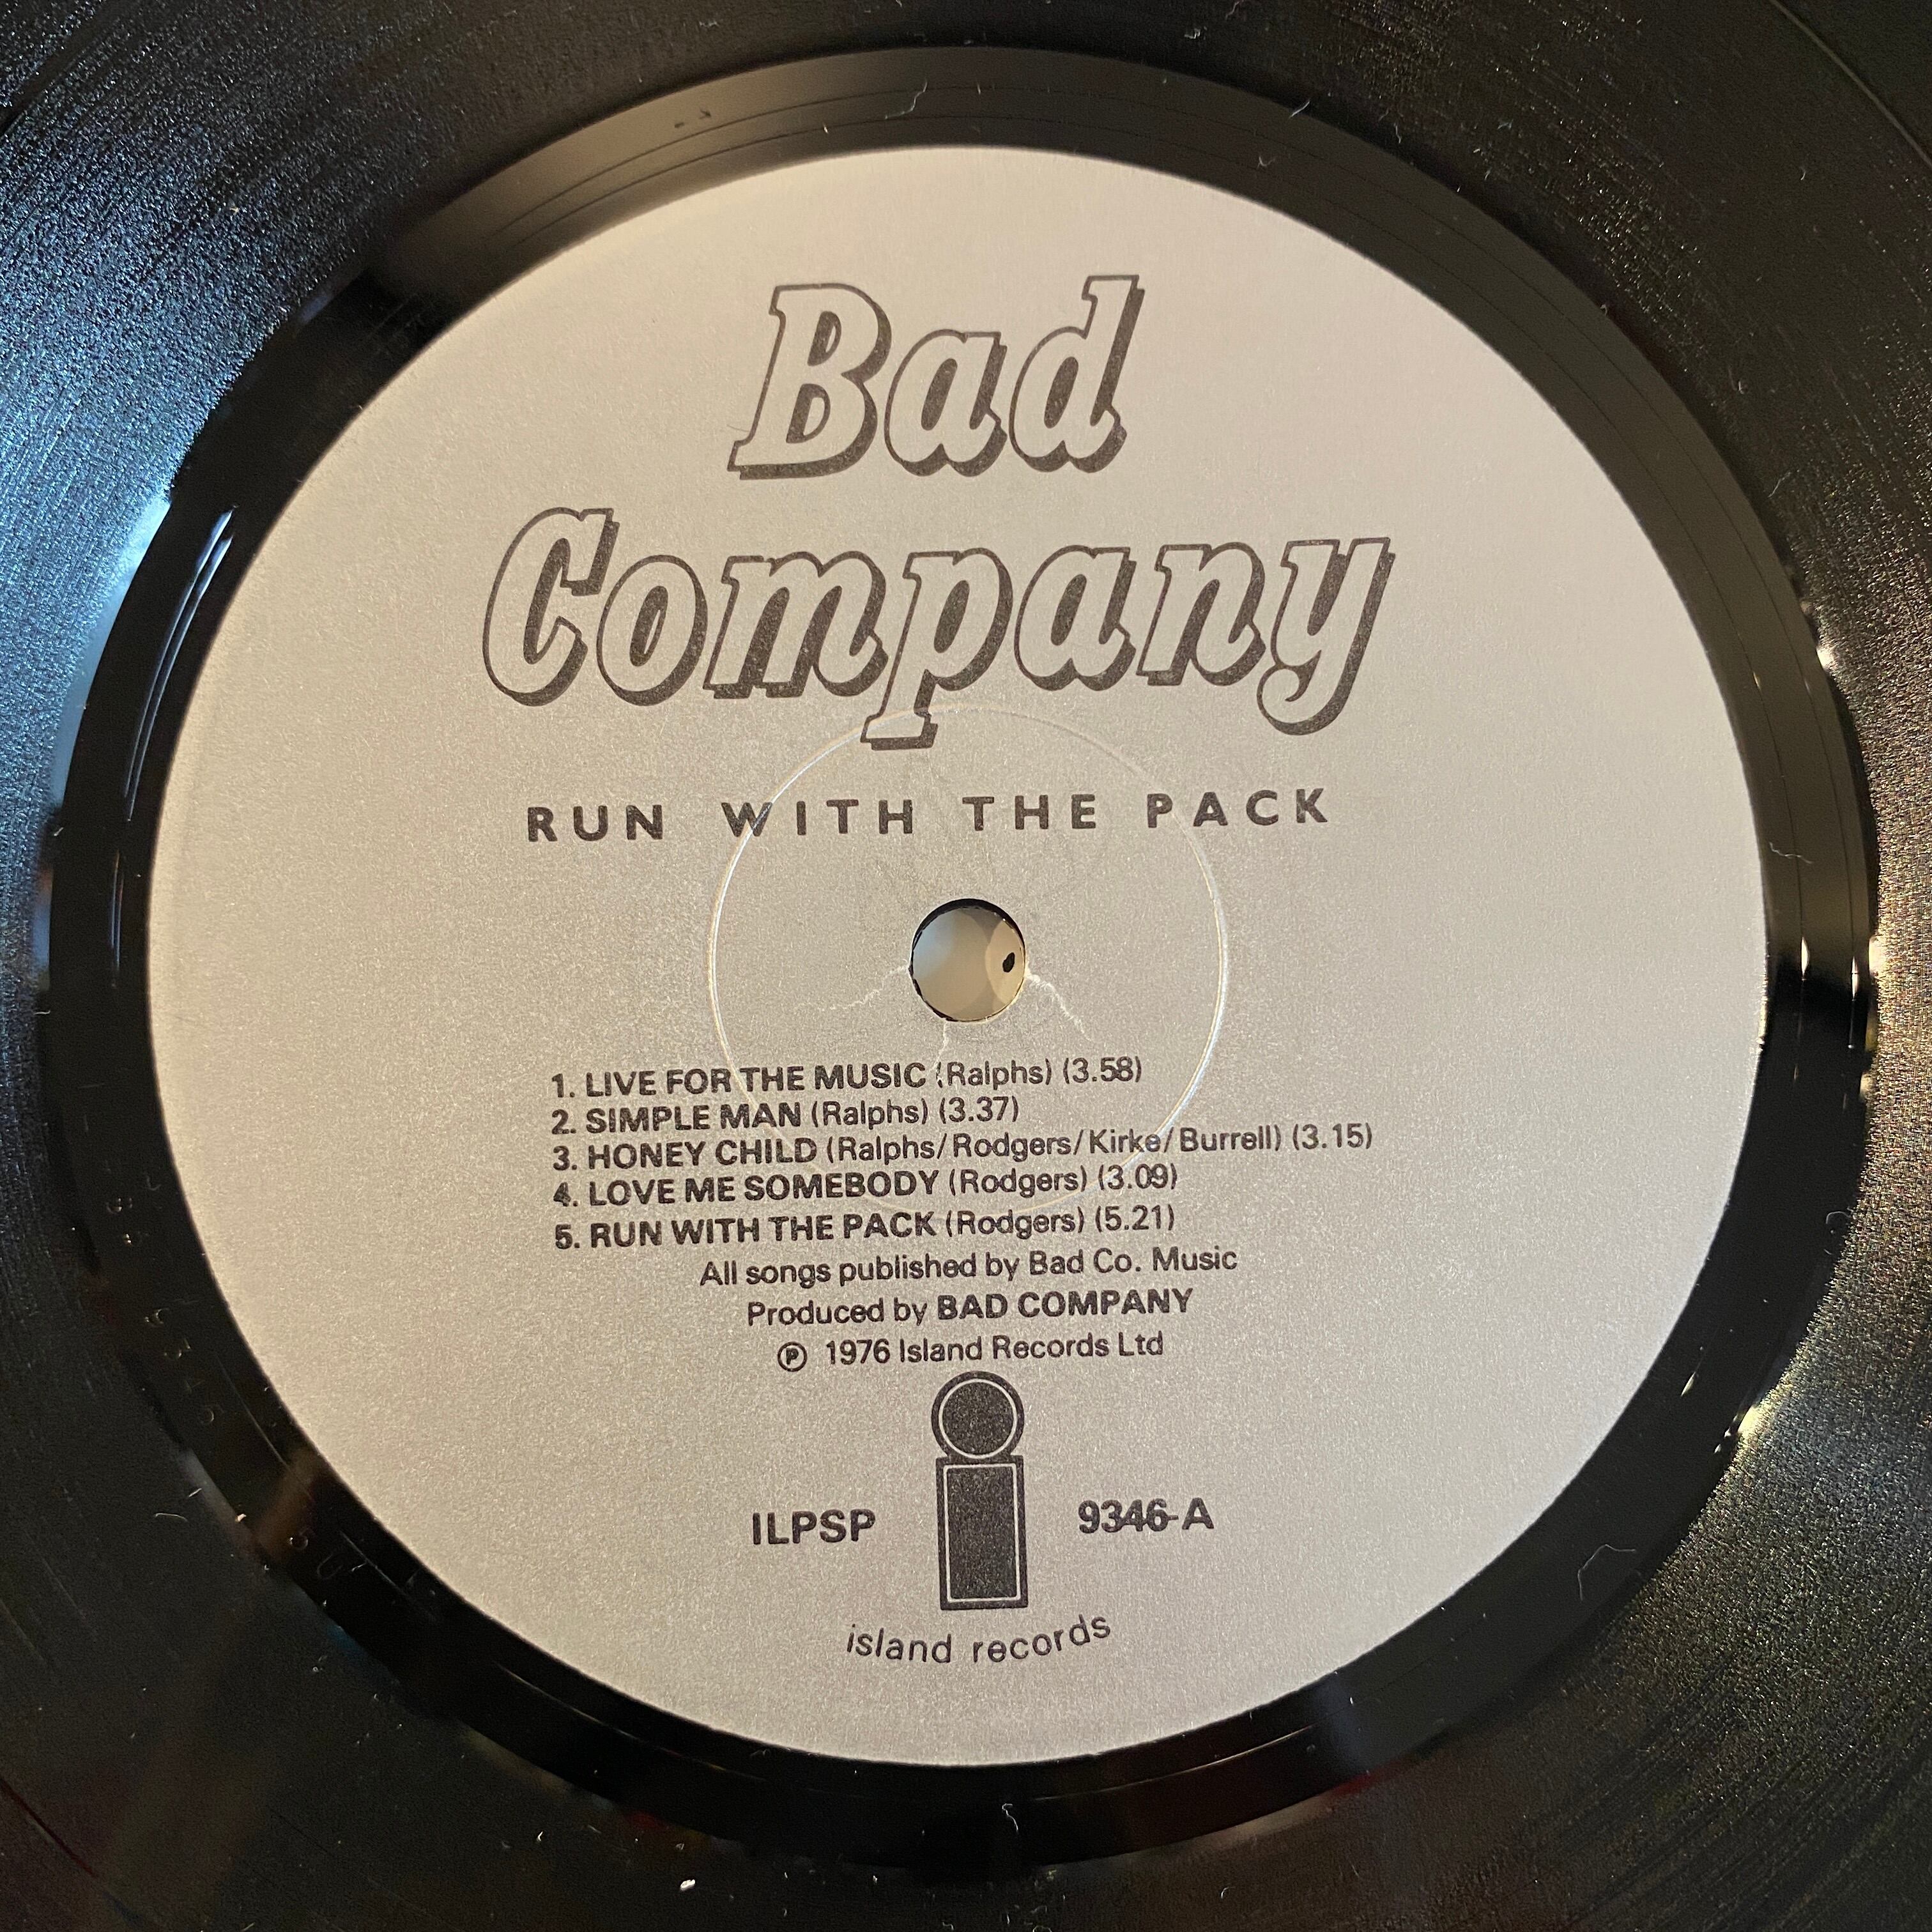 Bad
Company
RUN WITH THE PACK
1. LIVE FOR THE MUSIC (Ralphs) (3.58)
2. SIMPLE MAN (Ralphs) (3.37)
3. HONEY CHILD (Ralphs/Rodgers/Kirke/Burrell) (3.15)
4. LOVE ME SOMEBODY (Rodgers) (3.09)
5. RUN WITH THE PACK (Rodgers) (5.21)
All songs published by Bad Co. Music
Produced by BAD COMPANY
℗ 1976 Island Records Ltd
ILPSP i 9346-A
island records